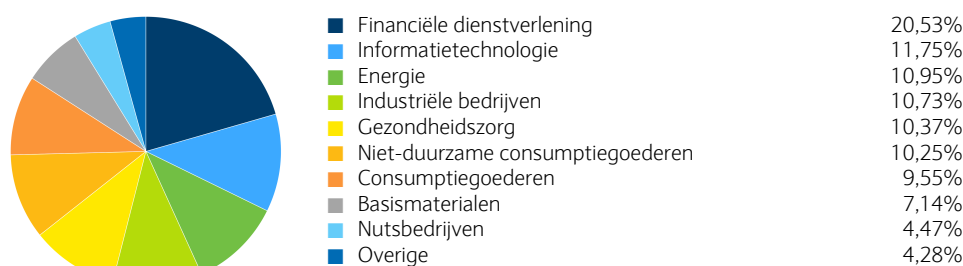 Financiële dienstverlening 20,53%
Informatietechnologie 11,75%
Energie 10,95%
Industriële bedrijven 10,73%
Gezondheidszorg 10,37%
Niet-duurzame consumptiegoederen 10,25%
Consumptiegoederen 9,55%
Basismaterialen 7,14%
Nutsbedrijven 4,47%
Overige 4,28%